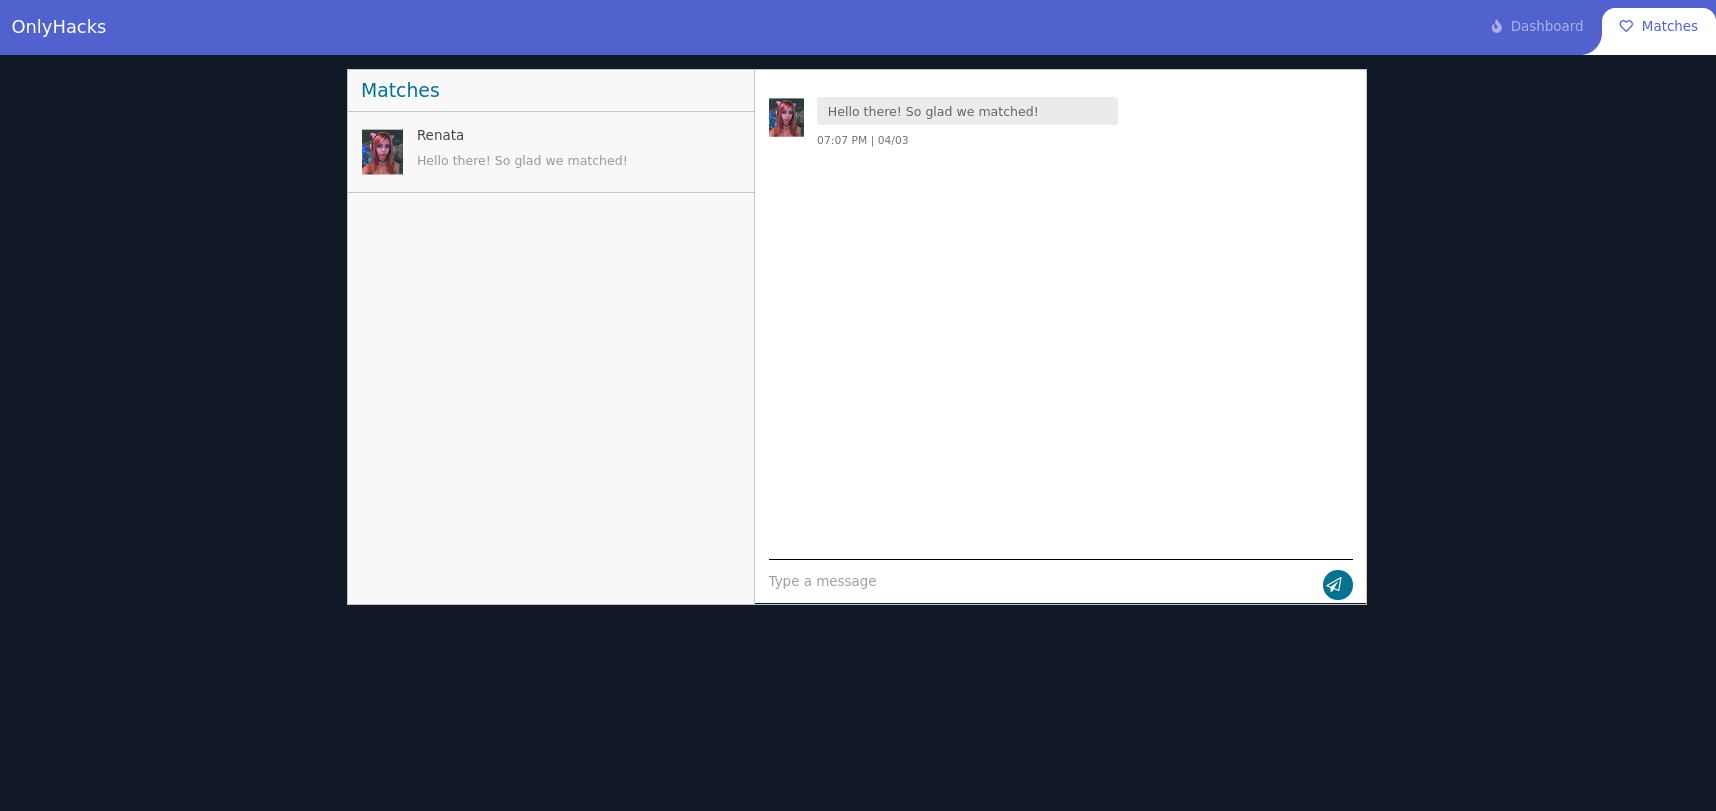 OnlyHacks
Dashboard
Matches
Matches
Renata
Hello there! So glad we matched!
Hello there! So glad we matched!
07:07 PM | 04/03
Type a message